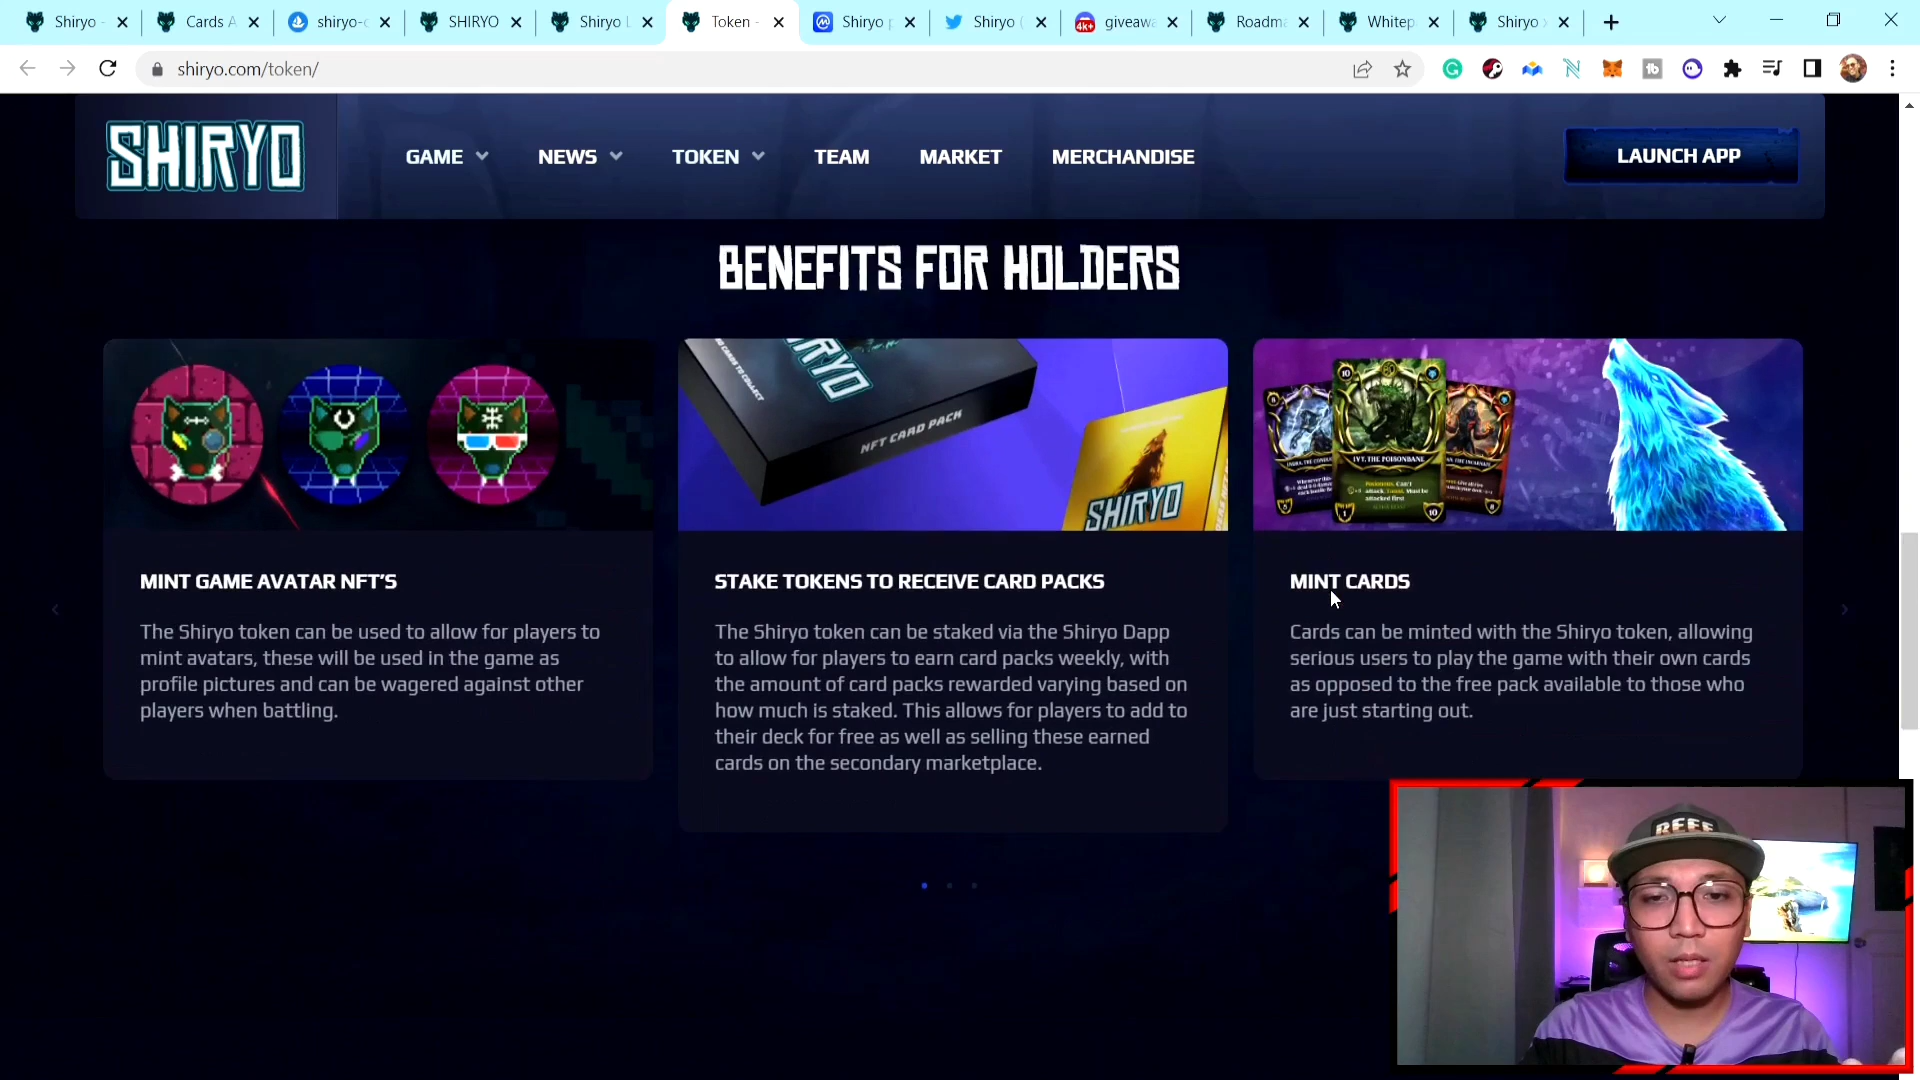 Shiryo -
Cards A
shiryo-c
SHIRYO
Shiryo L
Token -
Shiryo p
Shiryo (
4k+
giveawa
Roadma
Whitep
Shiryo x
shiryo.com/token/
SHIRYO
GAME
NEWS
TOKEN
TEAM
MARKET
MERCHANDISE
LAUNCH APP
BENEFITS FOR HOLDERS
NFT CARD PACK
SHIRYO
IVY, THE POISONBANE
MINT GAME AVATAR NFT'S
The Shiryo token can be used to allow for players to
mint avatars, these will be used in the game as
profile pictures and can be wagered against other
players when battling.
STAKE TOKENS TO RECEIVE CARD PACKS
The Shiryo token can be staked via the Shiryo Dapp
to allow for players to earn card packs weekly, with
the amount of card packs rewarded varying based on
how much is staked. This allows for players to add to
their deck for free as well as selling these earned
cards on the secondary marketplace.
MINT CARDS
Cards can be minted with the Shiryo token, allowing
serious users to play the game with their own cards
as opposed to the free pack available to those who
are just starting out.